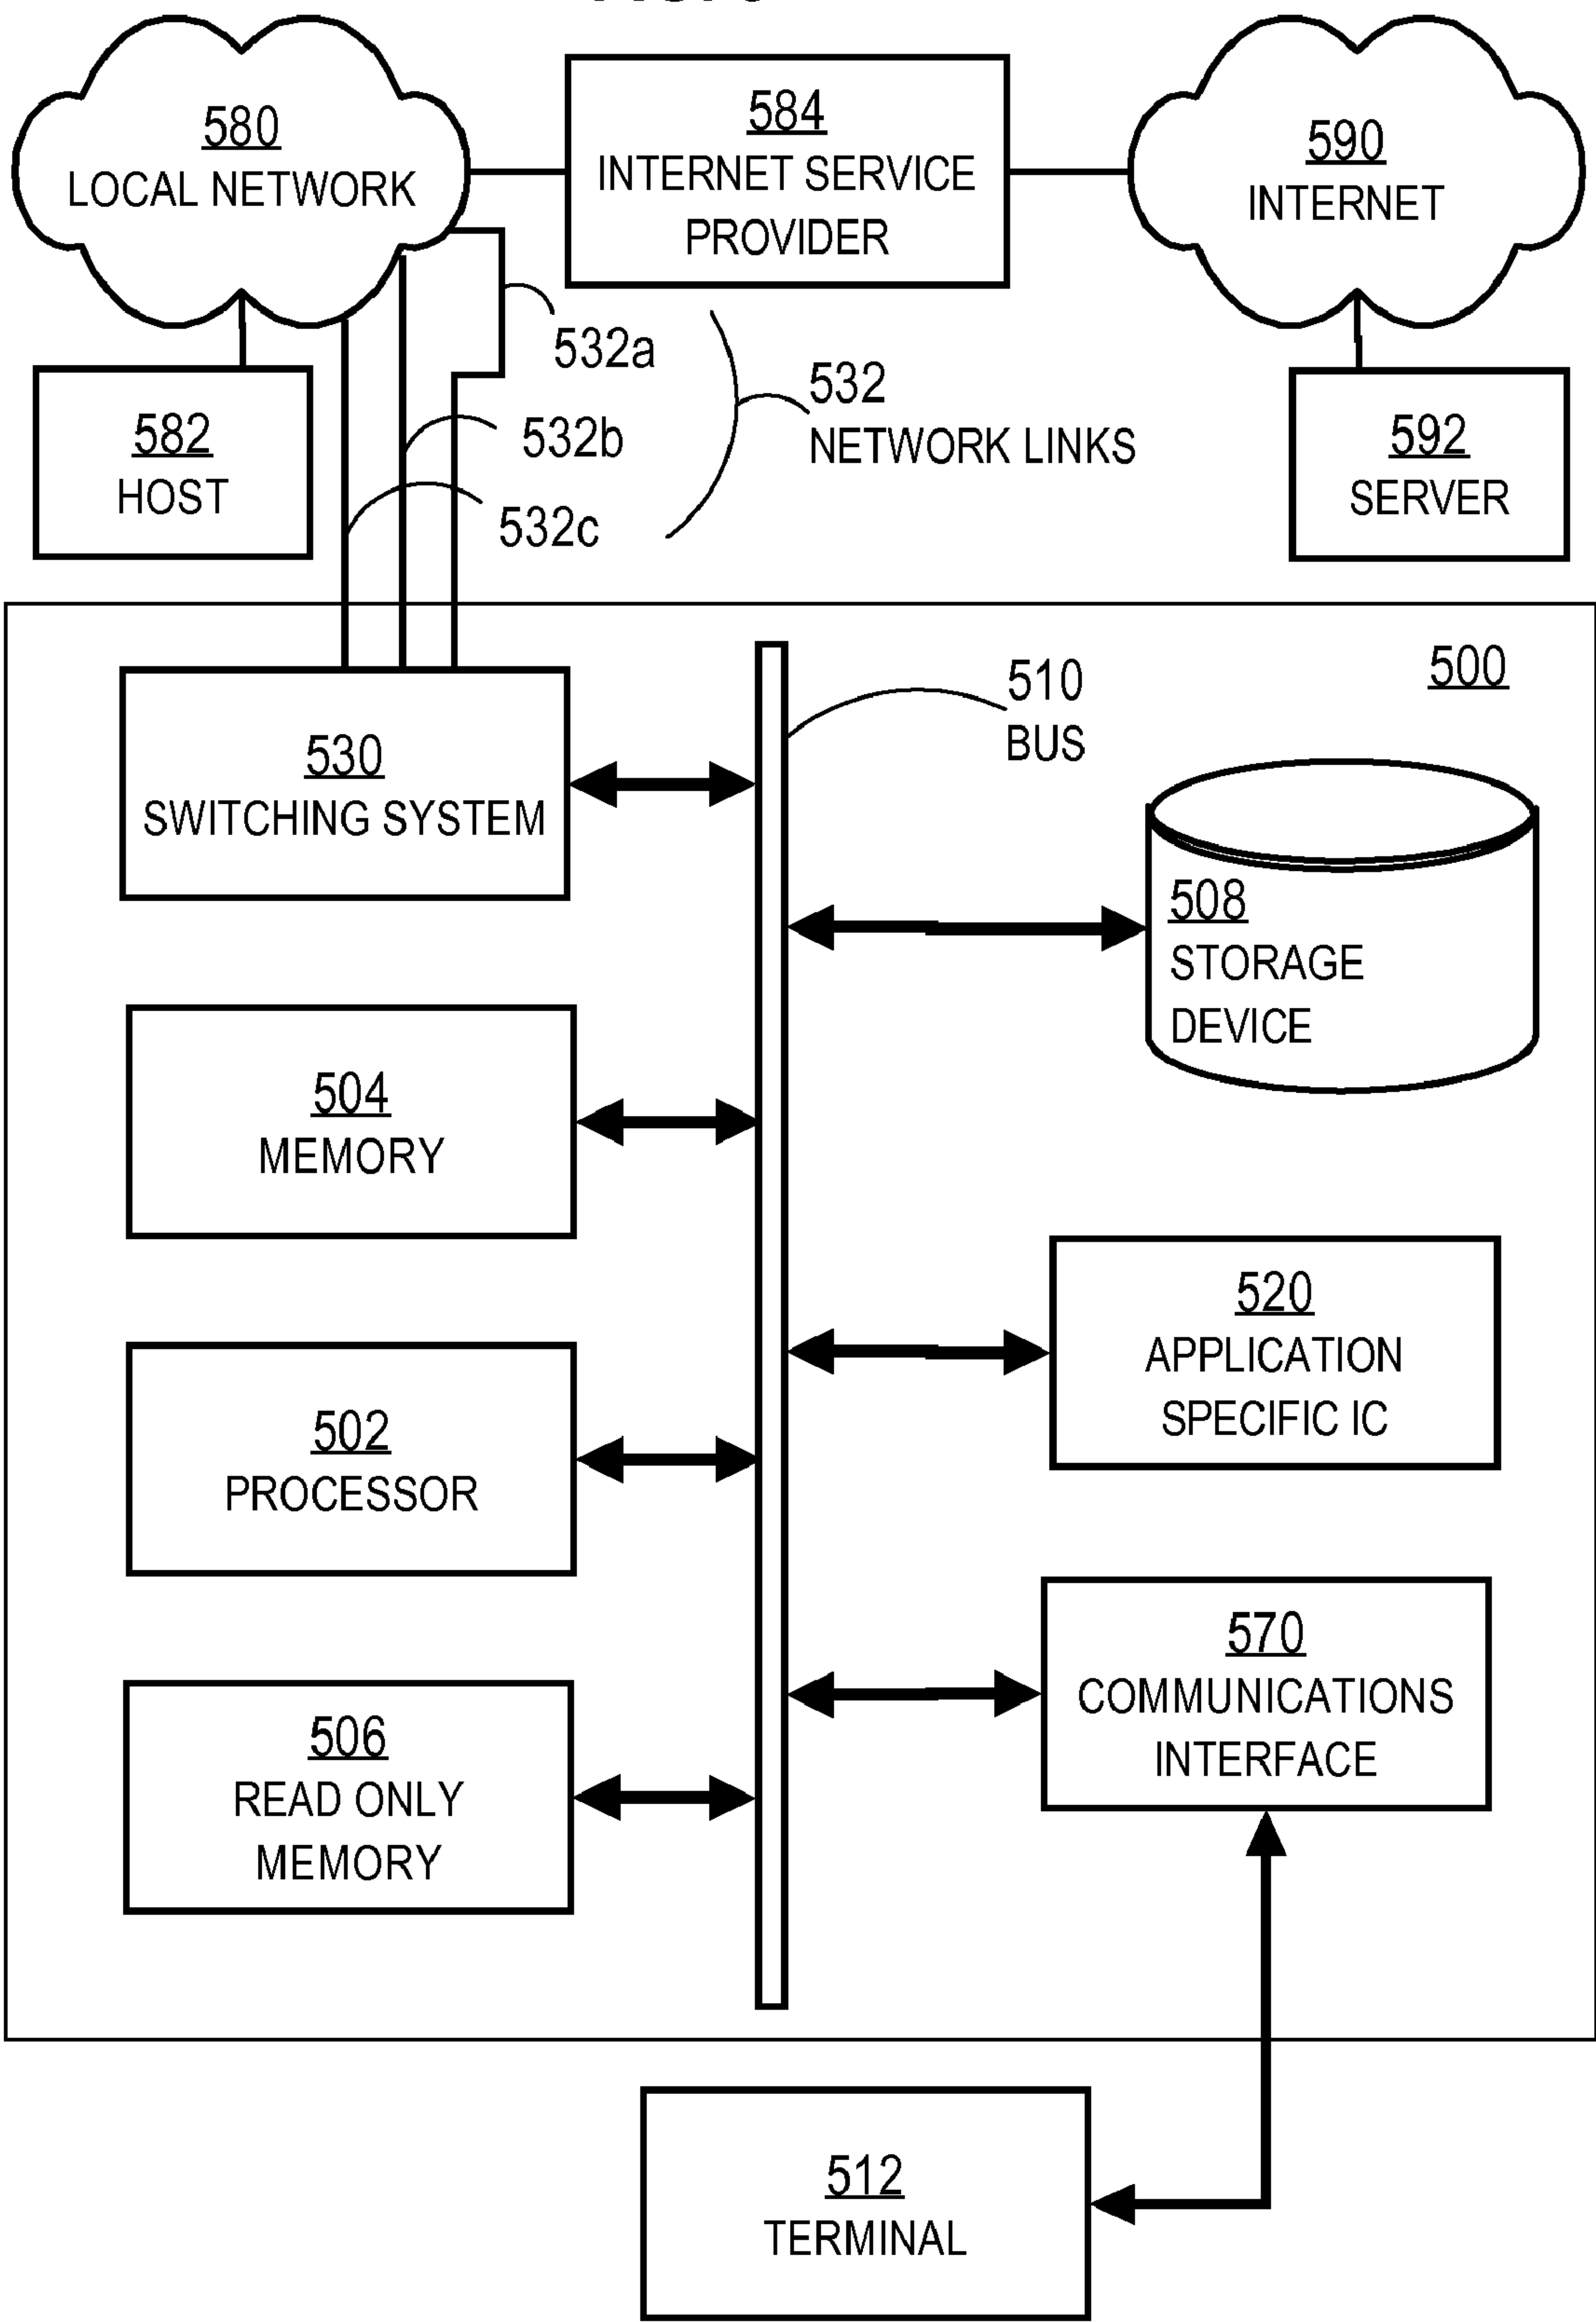 580
LOCAL NETWORK
584
INTERNET SERVICE
PROVIDER
590
INTERNET
532a
532b
532c
532
NETWORK LINKS
582
HOST
592
SERVER
500
510
BUS
530
SWITCHING SYSTEM
508
STORAGE
DEVICE
504
MEMORY
520
APPLICATION
SPECIFIC IC
502
PROCESSOR
570
COMMUNICATIONS
INTERFACE
506
READ ONLY
MEMORY
512
TERMINAL